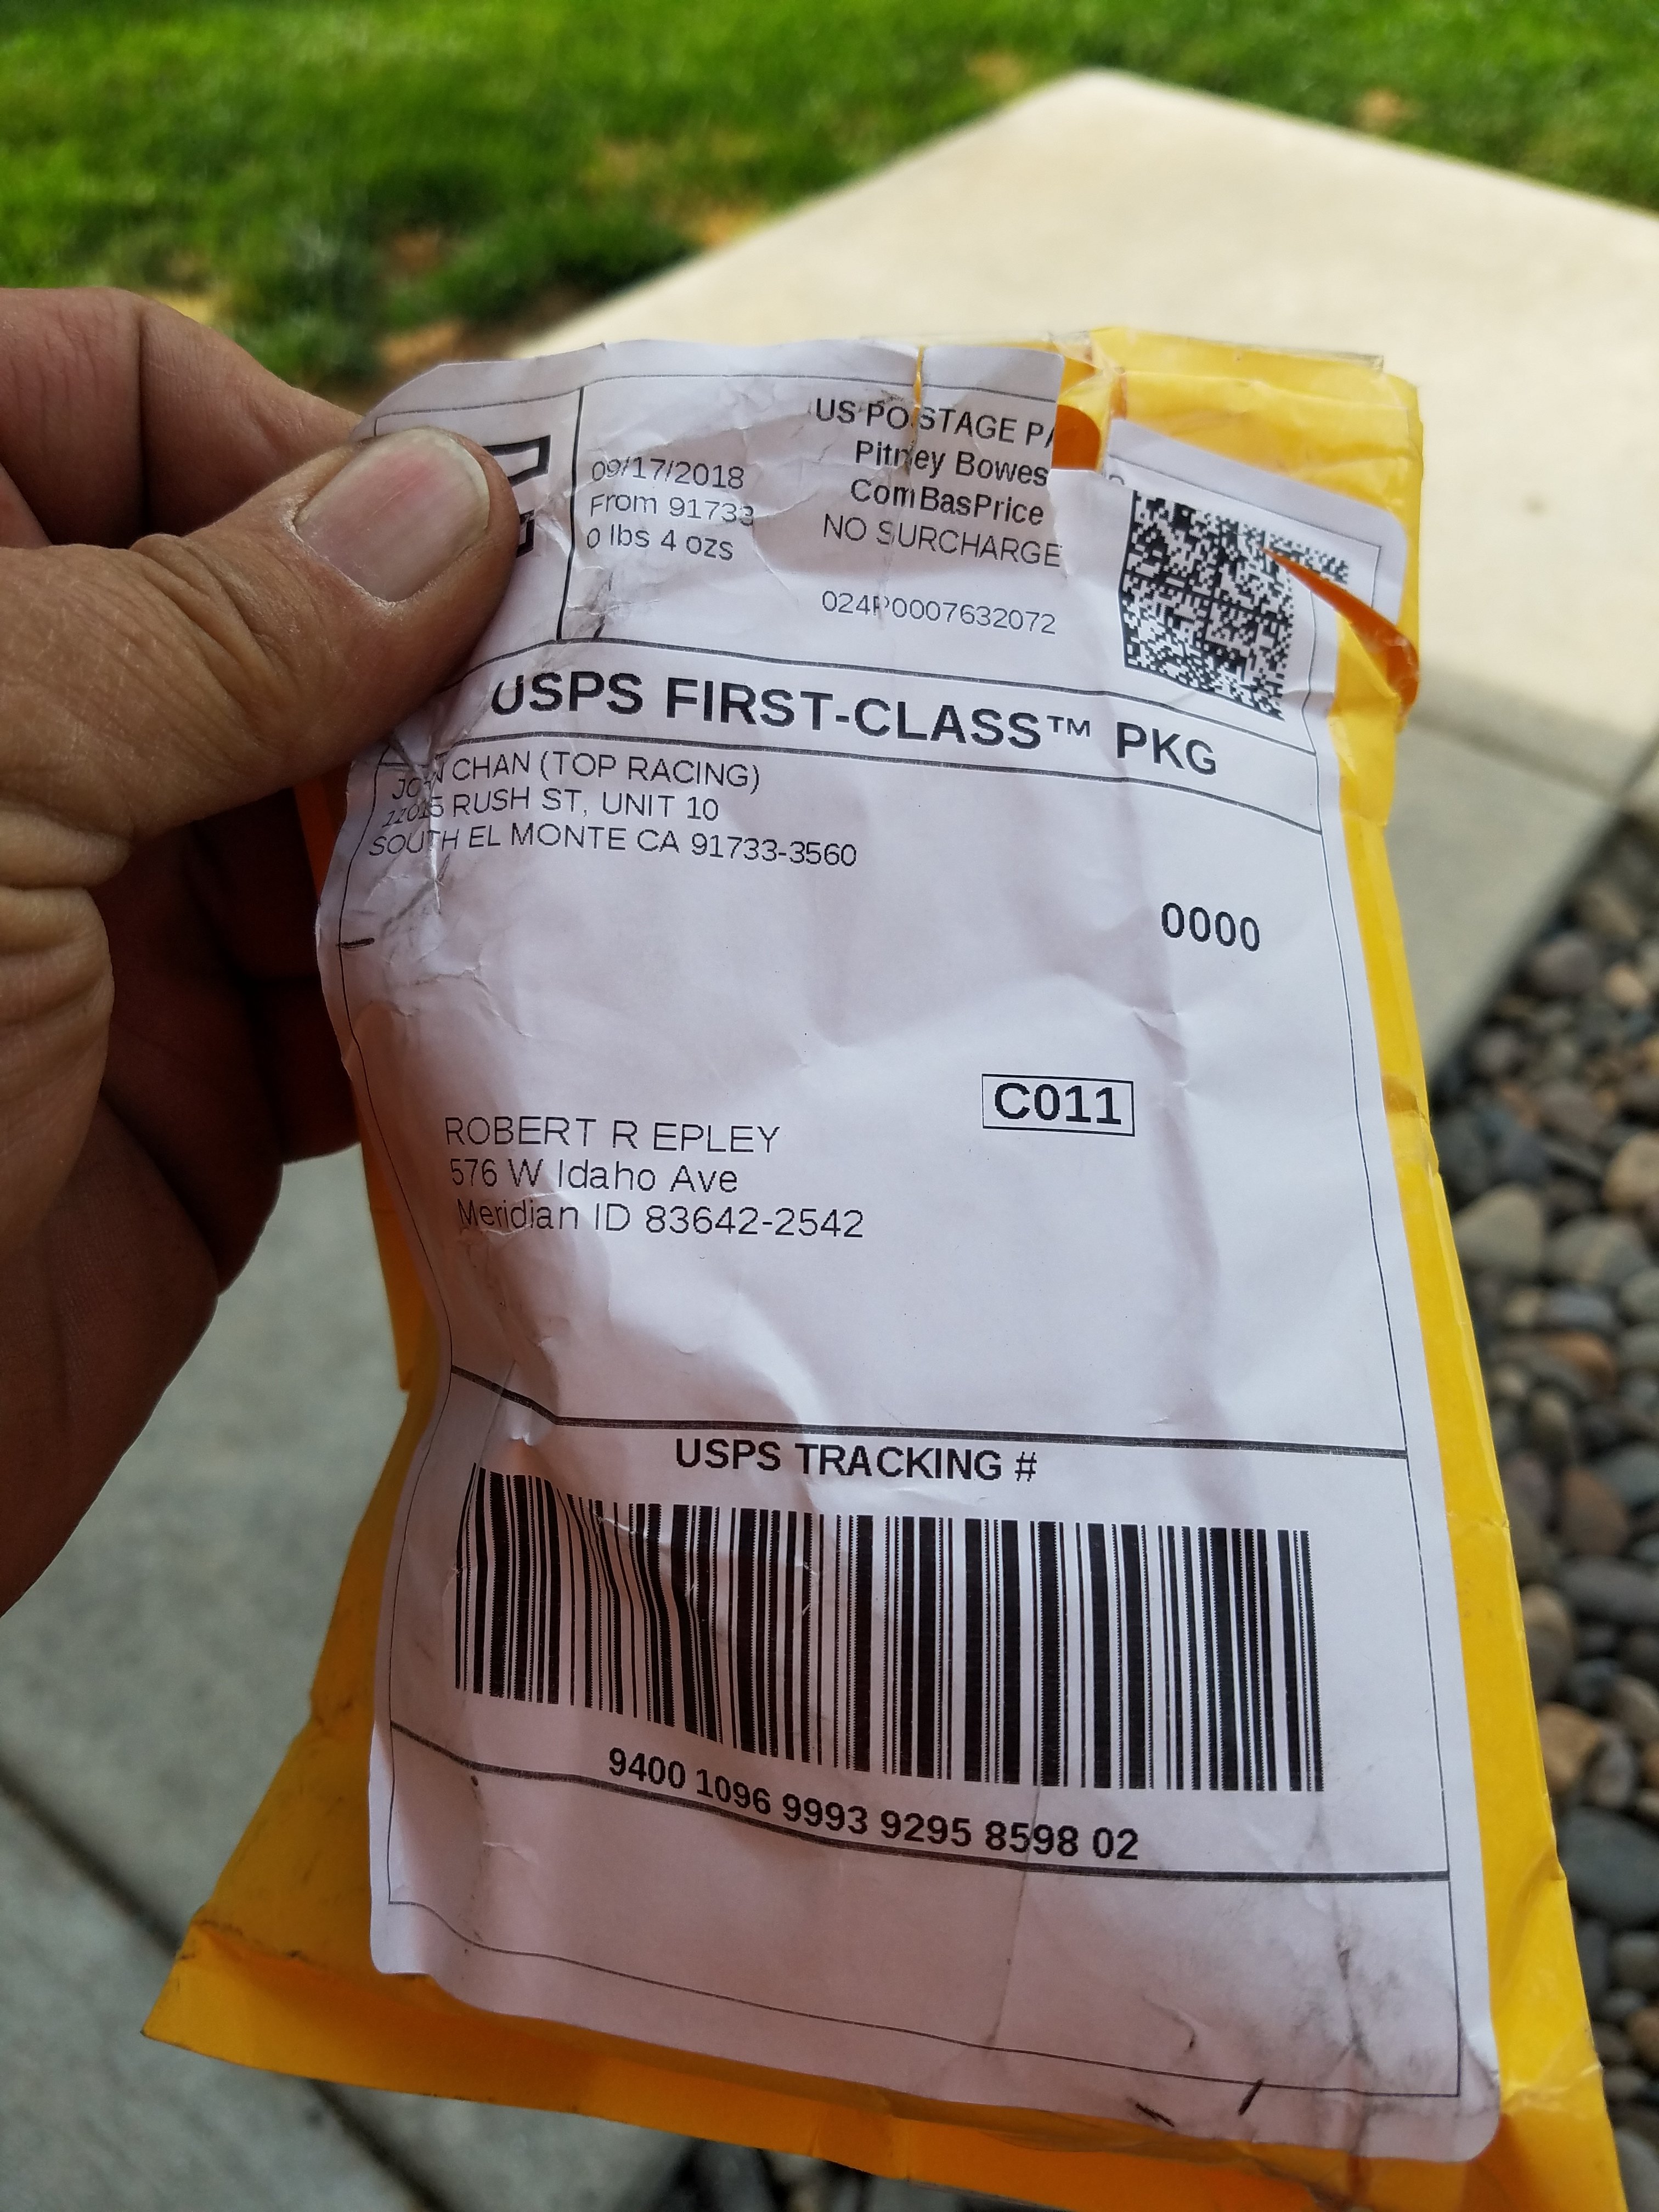 US POSTAGE PA
09/17/2018
Pitney Bowes
From 91733
ComBasPrice
0 lbs 4 ozs
NO SURCHARGE
024P0007632072
USPS FIRST-CLASS™ PKG
JOHN CHAN (TOP RACING)
RUSH ST, UNIT 10
SOUTH EL MONTE CA 91733-3560
0000
C011
ROBERT R EPLEY
576 W Idaho Ave
Meridian ID 83642-2542
USPS TRACKING #
9400 1096 9993 9295 8598 02